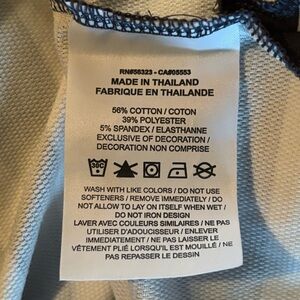 RN#56323 - CA#05553
MADE IN THAILAND
FABRIQUE EN THAILANDE
56% COTTON / COTON
39% POLYESTER
5% SPANDEX / ELASTHANNE
EXCLUSIVE OF DECORATION /
DECORATION NON COMPRISE
30C
WASH WITH LIKE COLORS / DO NOT USE
SOFTENERS / REMOVE IMMEDIATELY / DO
NOT ALLOW TO LAY ON ITSELF WHEN WET /
DO NOT IRON DESIGN
LAVER AVEC COULEURS SIMILAIRES / NE PAS
UTILISER D'ADOUCISSEUR / ENLEVER
IMMEDIATEMENT / NE PAS LAISSER LE
VÊTEMENT PLIÉ LORSQU'IL EST MOUILLÉ / NE
PAS REPASSER LE DESSIN